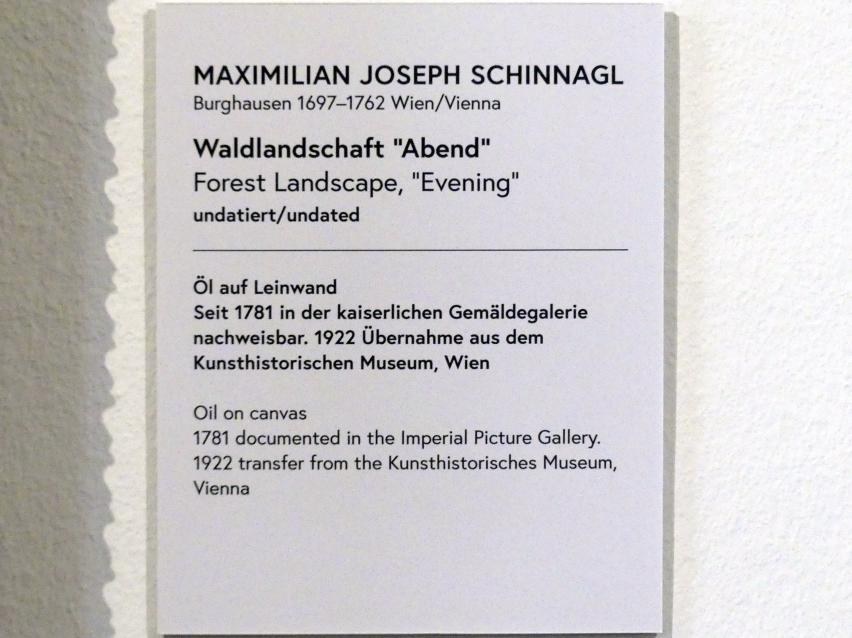 MAXIMILIAN JOSEPH SCHINNAGL
Burghausen 1697–1762 Wien/Vienna
Waldlandschaft "Abend"
Forest Landscape, "Evening"
undatiert/undated
Öl auf Leinwand
Seit 1781 in der kaiserlichen Gemäldegalerie
nachweisbar. 1922 Übernahme aus dem
Kunsthistorischen Museum, Wien
Oil on canvas
1781 documented in the Imperial Picture Gallery.
1922 transfer from the Kunsthistorisches Museum,
Vienna